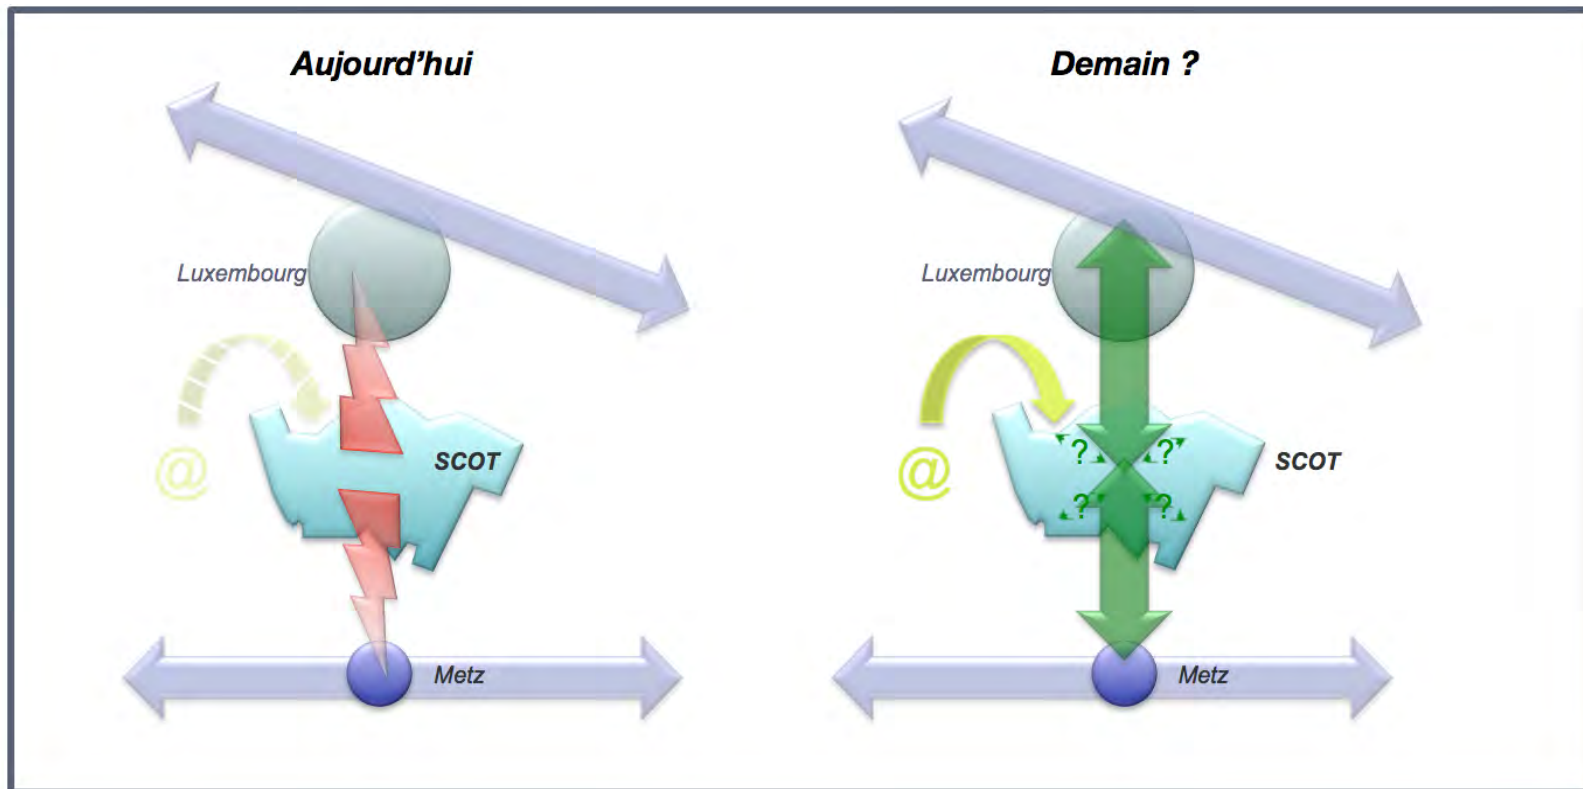 Aujourd'hui
Luxembourg
@
SCOT
Metz
Demain ?
Luxembourg
@
? ?
SCOT
? ?
Metz